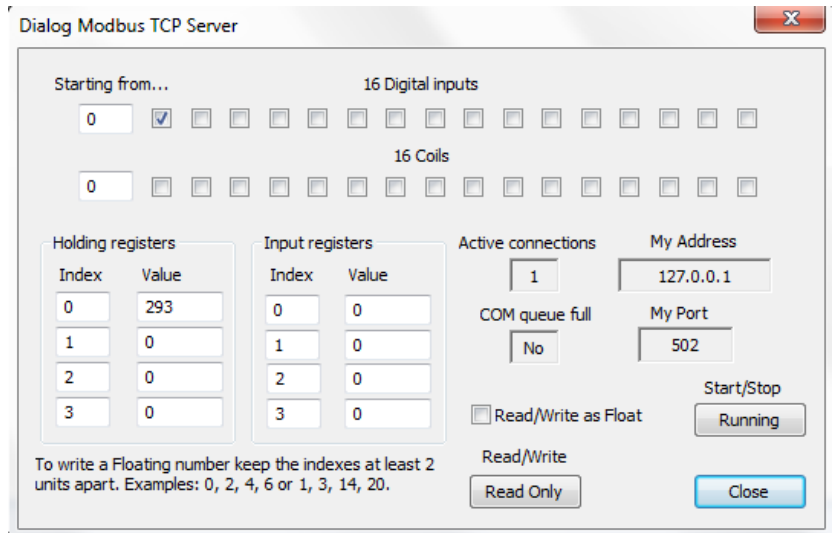 Dialog Modbus TCP Server
Starting from... 16 Digital inputs
0
16 Coils
0
Holding registers
Index Value
0 293
1 0
2 0
3 0
Input registers
Index Value
0 0
1 0
2 0
3 0
Active connections
1
My Address
127.0.0.1
COM queue full
No
My Port
502
Read/Write as Float
Start/Stop
Running
Read/Write
Read Only
Close
To write a Floating number keep the indexes at least 2
units apart. Examples: 0, 2, 4, 6 or 1, 3, 14, 20.